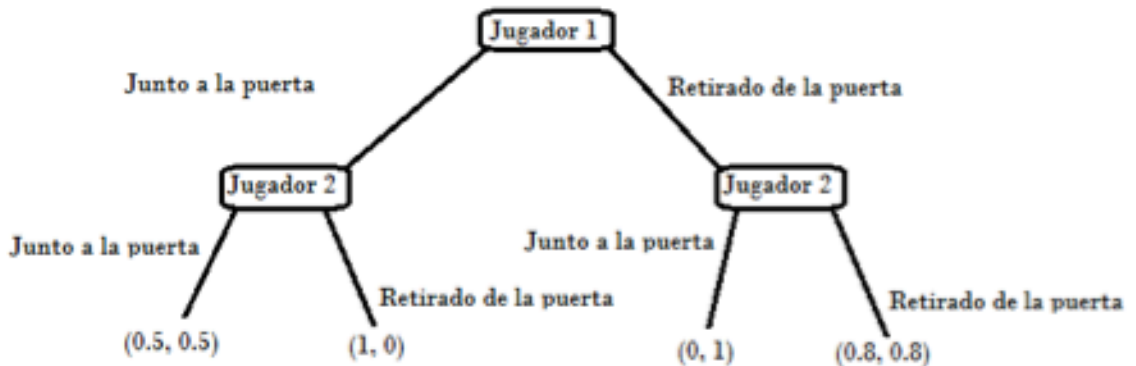 Jugador 1
Junto a la puerta
Retirado de la puerta
Jugador 2
Jugador 2
Junto a la puerta
Retirado de la puerta
Junto a la puerta
Retirado de la puerta
(0.5, 0.5)
(1, 0)
(0, 1)
(0.8, 0.8)